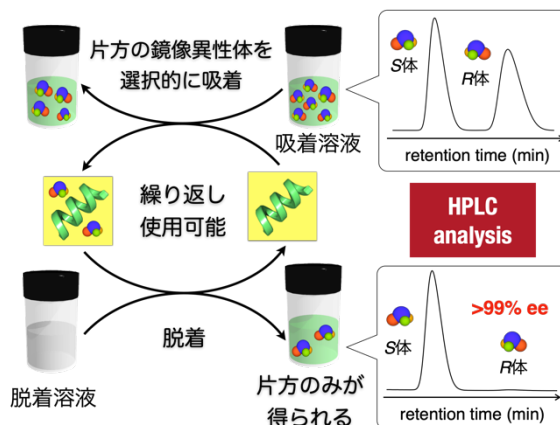 片方の鏡像異性体を
選択的に吸着
吸着溶液
S体
R体
retention time (min)
繰り返し
使用可能
HPLC
analysis
脱着溶液
脱着
片方のみが
得られる
S体
>99% ee
R体
retention time (min)